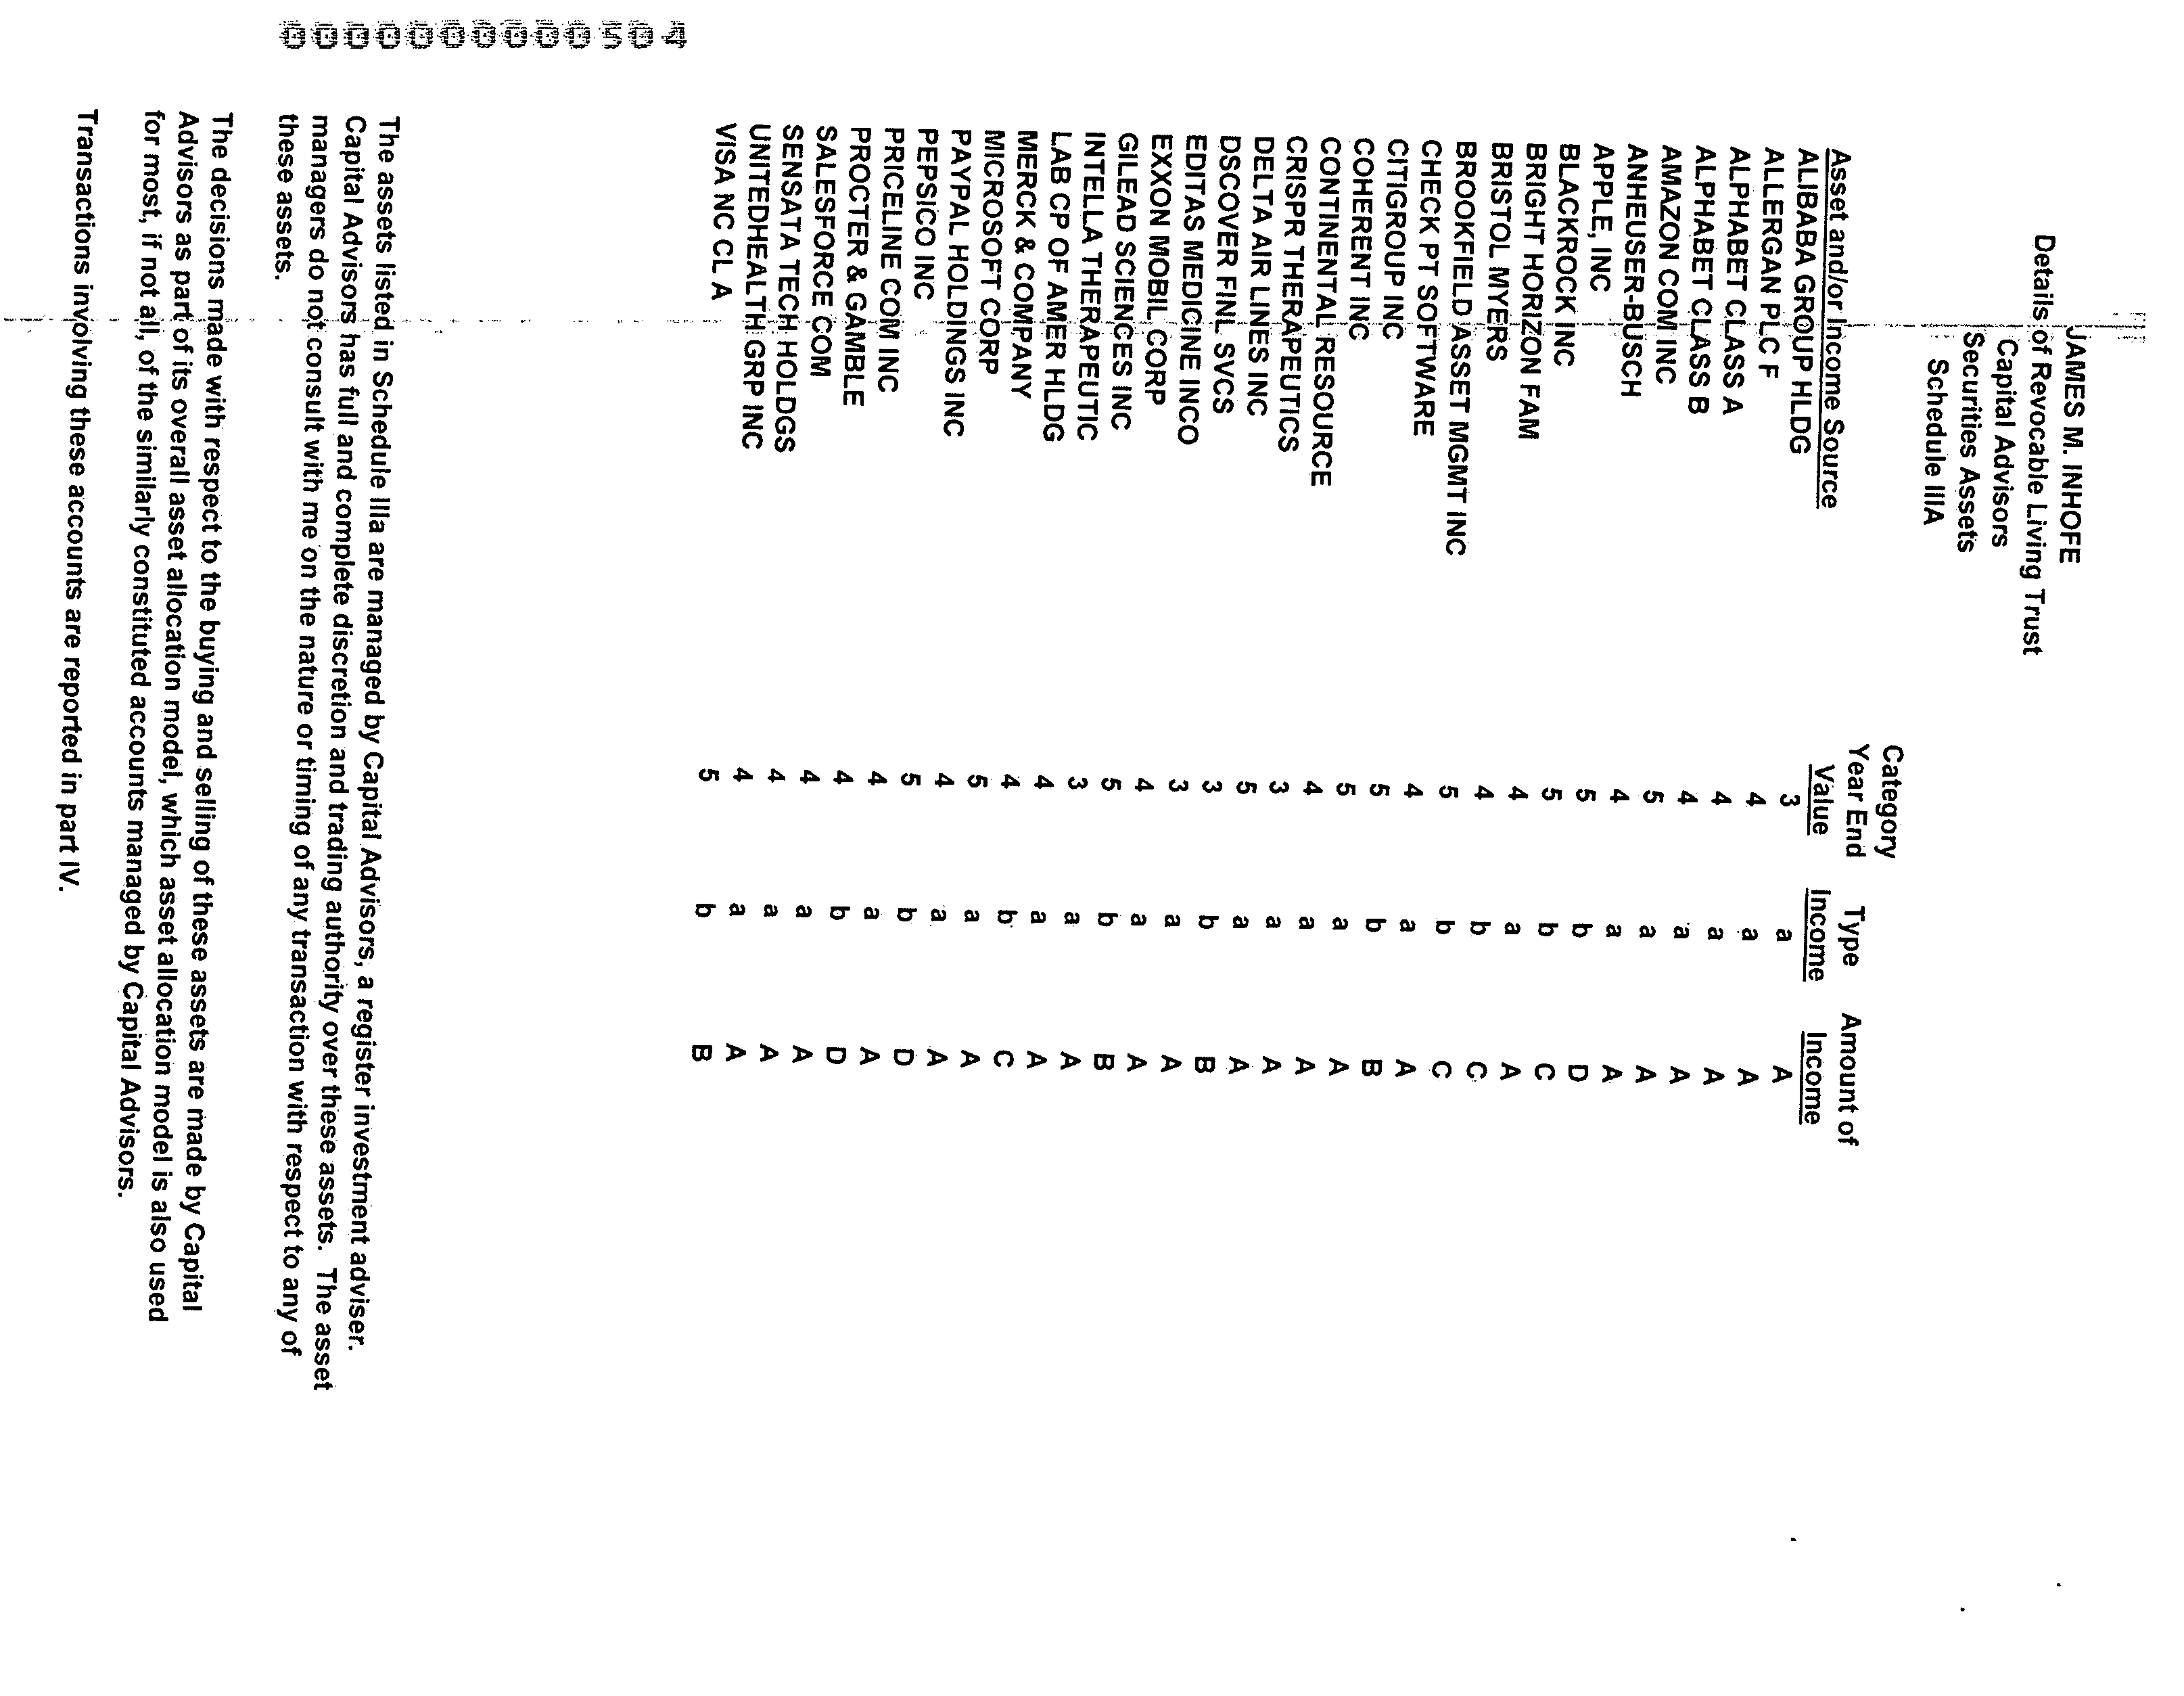 JAMES M. INHOFE
Details of Revocable Living Trust
Capital Advisors
Securities Assets
Schedule IIIA
Category
Asset and/or Income Source Year End Type Amount of
Value Income Income
ALIBABA GROUP HLDG 3 a A
ALLERGAN PLC F 4 a A
ALPHABET CLASS A 4 a A
ALPHABET CLASS B 4 a A
AMAZON COM INC 5 a A
ANHEUSER-BUSCH 4 a A
APPLE, INC 5 b D
BLACKROCK INC 5 b C
BRIGHT HORIZON FAM 4 a A
BRISTOL MYERS 4 b C
BROOKFIELD ASSET MGMT INC 5 b C
CHECK PT SOFTWARE 4 a A
CITIGROUP INC 5 b B
COHERENT INC 5 a A
CONTINENTAL RESOURCE 4 a A
CRISPR THERAPEUTICS 3 a A
DELTA AIR LINES INC 5 a A
DSCOVER FINL SVCS 3 b B
EDITAS MEDICINE INCO 3 a A
EXXON MOBIL CORP 4 a A
GILEAD SCIENCES INC 5 b B
INTELLA THERAPEUTIC 3 a A
LAB CP OF AMER HLDG 4 a A
MERCK & COMPANY 4 b C
MICROSOFT CORP 5 a A
PAYPAL HOLDINGS INC 4 a A
PEPSICO INC 5 b D
PRICELINE COM INC 4 a A
PROCTER & GAMBLE 4 b D
SALESFORCE COM 4 a A
SENSATA TECH HOLDGS 4 a A
UNITEDHEALTH GRP INC 4 a A
VISA NC CL A 5 b B
The assets listed in Schedule IIIa are managed by Capital Advisors, a register investment adviser.
Capital Advisors has full and complete discretion and trading authority over these assets. The asset
managers do not consult with me on the nature or timing of any transaction with respect to any of
these assets.
The decisions made with respect to the buying and selling of these assets are made by Capital
Advisors as part of its overall asset allocation model, which asset allocation model is also used
for most, if not all, of the similarly constituted accounts managed by Capital Advisors.
Transactions involving these accounts are reported in part IV.
0000000000504